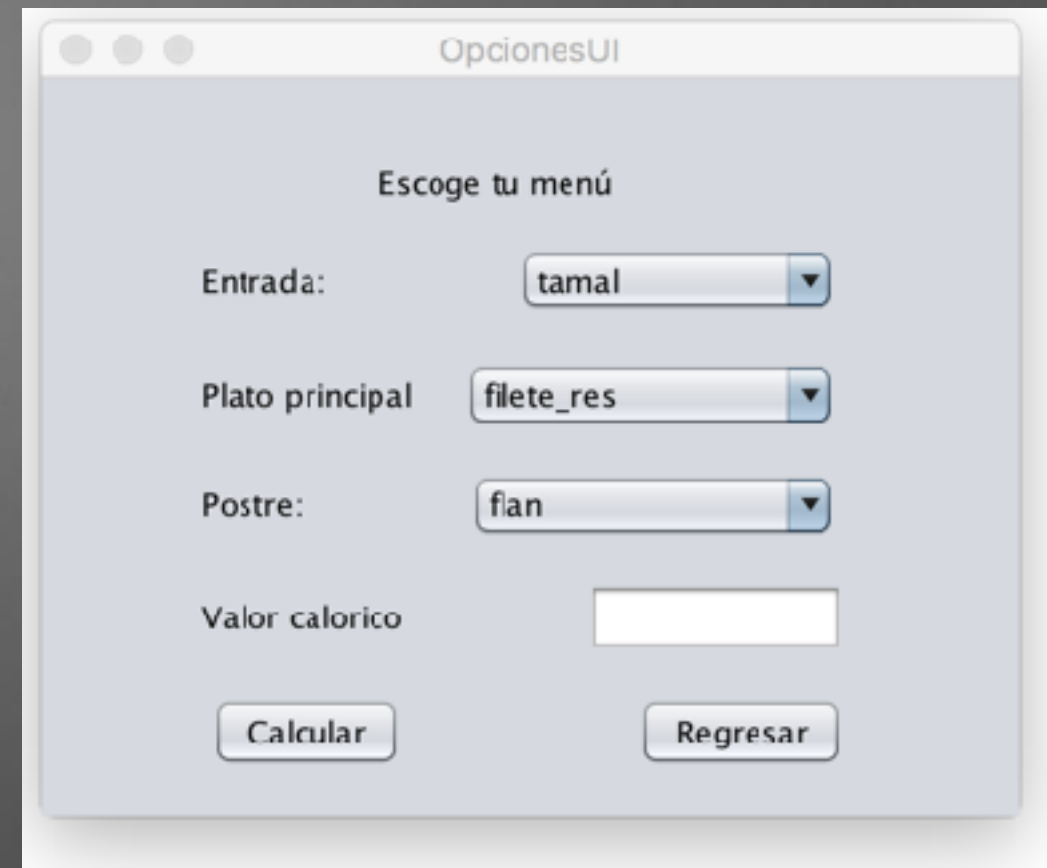 OpcionesUI
Escoge tu menú
Entrada: tamal
Plato principal filete_res
Postre: flan
Valor calorico
Calcular Regresar